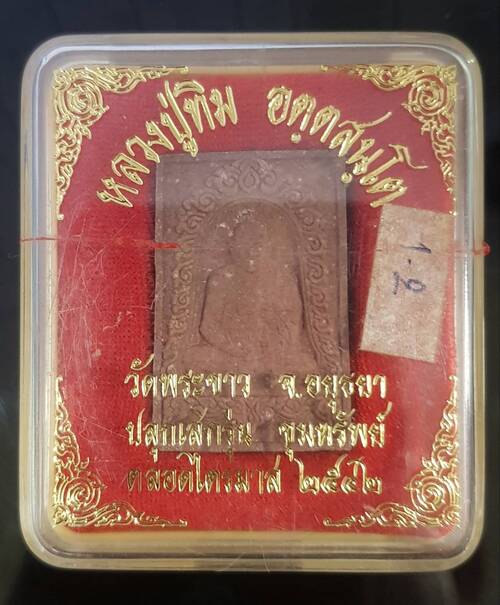 หลวงปู่ทิม อตฺตสนฺโต
1-2
วัดพระขาว จ.อยุธยา
ปลุกเสกรุ่น ขุมทรัพย์
ตลอดไตรมาส ๒๕๔๒